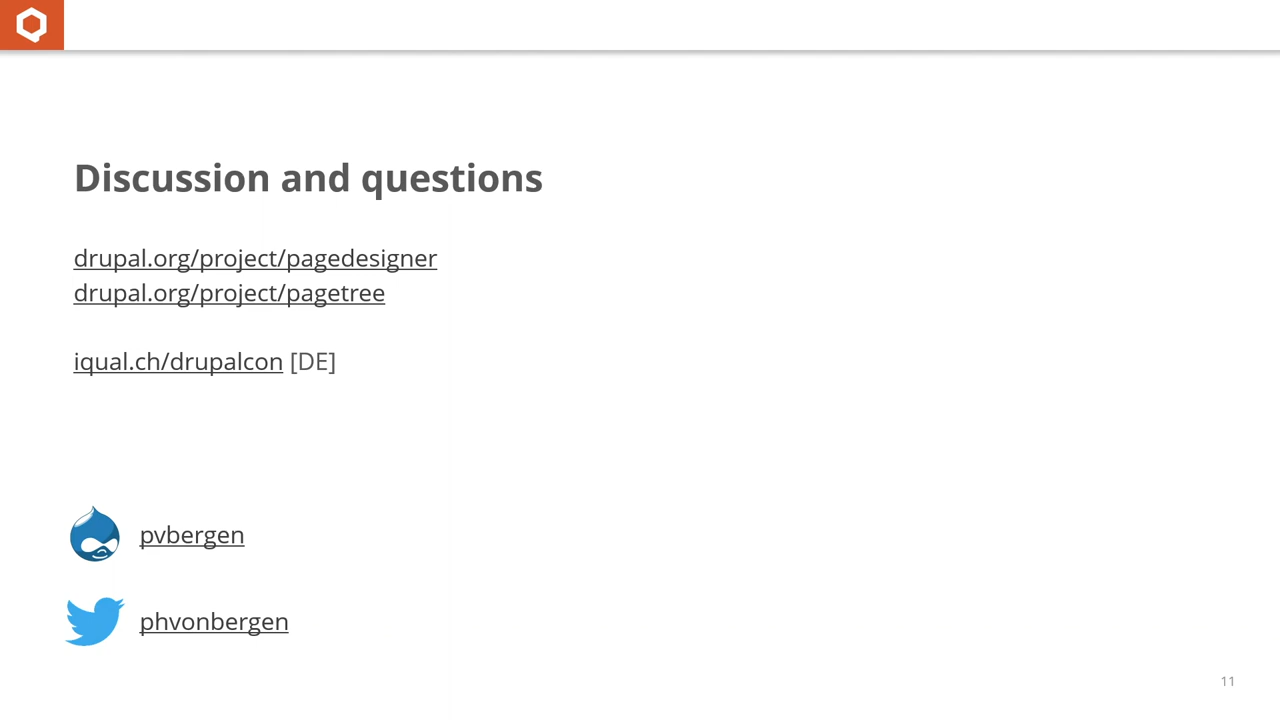 Discussion and questions
drupal.org/project/pagedesigner
drupal.org/project/pagetree
iqual.ch/drupalcon [DE]
pvbergen
phvonbergen
11